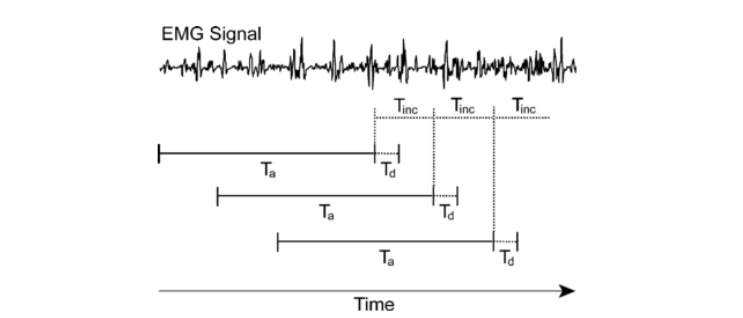 EMG Signal
Tinc Tinc Tinc
Ta Td
Ta Td
Ta Td
Time